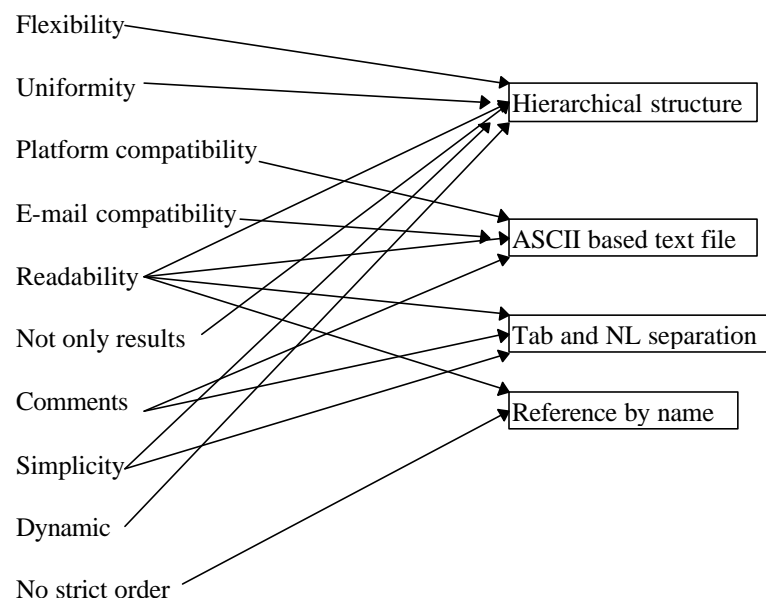 Flexibility
Uniformity
Hierarchical structure
Platform compatibility
E-mail compatibility
ASCII based text file
Readability
Not only results
Tab and NL separation
Comments
Reference by name
Simplicity
Dynamic
No strict order